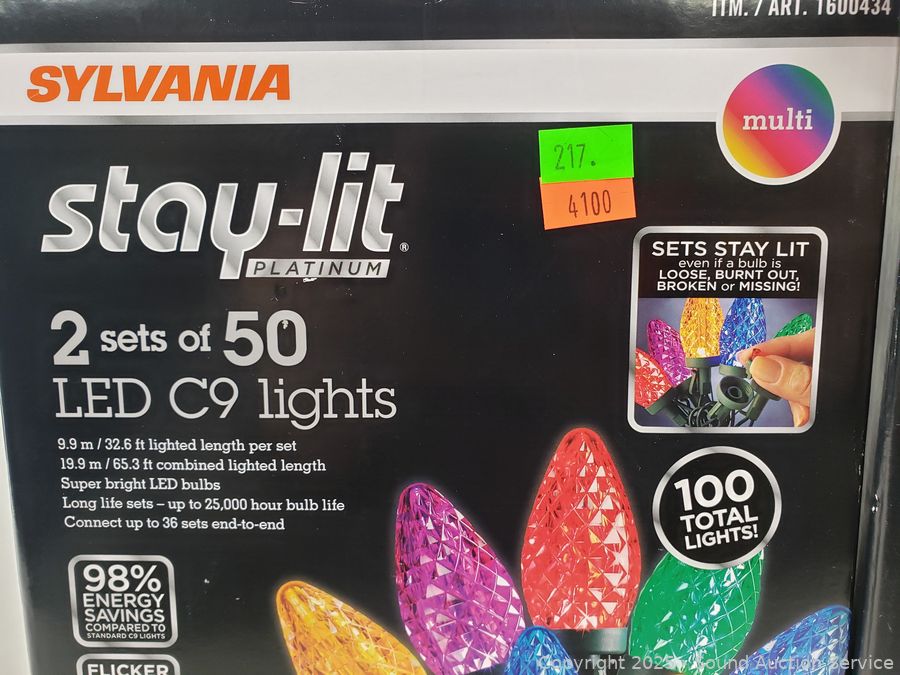 ITM. / ART. 1600434
SYLVANIA
multi
217.
4100
stay-lit®
PLATINUM
SETS STAY LIT
even if a bulb is
LOOSE, BURNT OUT,
BROKEN or MISSING!
2 sets of 50
LED C9 lights
9.9 m / 32.6 ft lighted length per set
19.9 m / 65.3 ft combined lighted length
Super bright LED bulbs
Long life sets – up to 25,000 hour bulb life
Connect up to 36 sets end-to-end
100
TOTAL
LIGHTS!
98%
ENERGY
SAVINGS
COMPARED TO
STANDARD C9 LIGHTS
FLICKER
Copyright 2025 Sound Auction Service